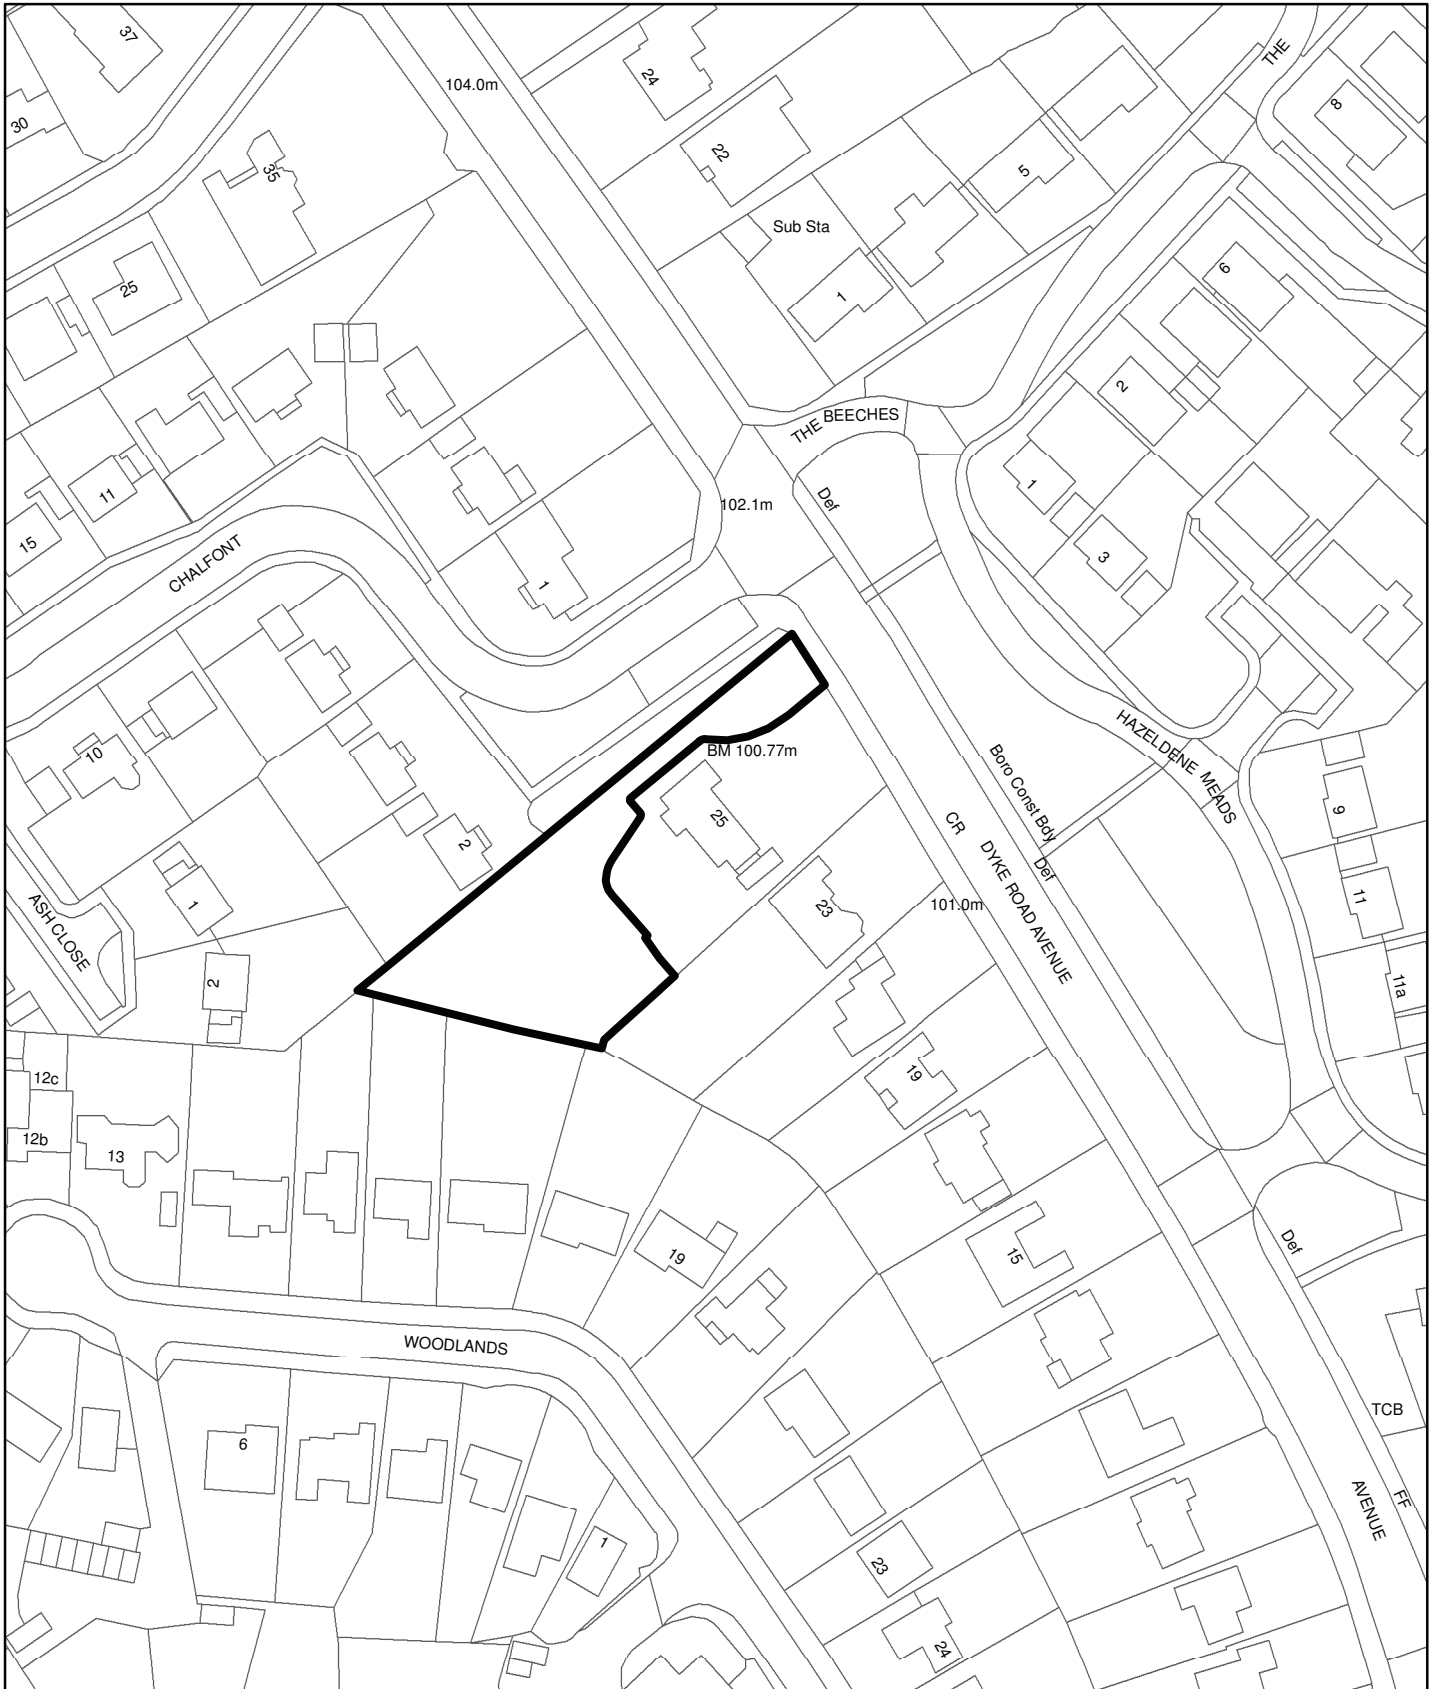 37
THE
104.0m
24
8
30
22
35
5
Sub Sta
25
6
1
2
THE BEECHES
1
11
Def
102.1m
15
CHALFONT
3
1
HAZELDENE MEADS
10
BM 100.77m
Boro Const Bdy
9
25
2
CR
DYKE ROAD AVENUE
Def
1
ASH CLOSE
23
101.0m
11
2
11a
12c
19
12b
13
19
15
Def
WOODLANDS
TCB
6
AVENUE
FF
1
23
24